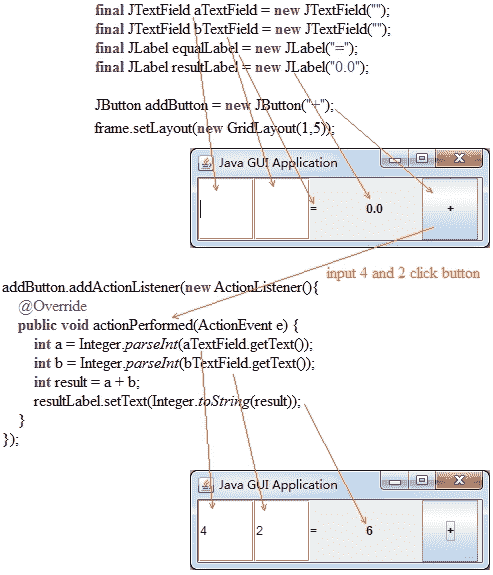 final JTextField aTextField = new JTextField("");
final JTextField bTextField = new JTextField("");
final JLabel equalLabel = new JLabel("=");
final JLabel resultLabel = new JLabel("0.0");
JButton addButton = new JButton("+");
frame.setLayout(new GridLayout(1,5));
Java GUI Application
= 0.0 +
input 4 and 2 click button
addButton.addActionListener(new ActionListener(){
@Override
public void actionPerformed(ActionEvent e) {
int a = Integer.parseInt(aTextField.getText());
int b = Integer.parseInt(bTextField.getText());
int result = a + b;
resultLabel.setText(Integer.toString(result));
}
});
Java GUI Application
4 2 = 6 +